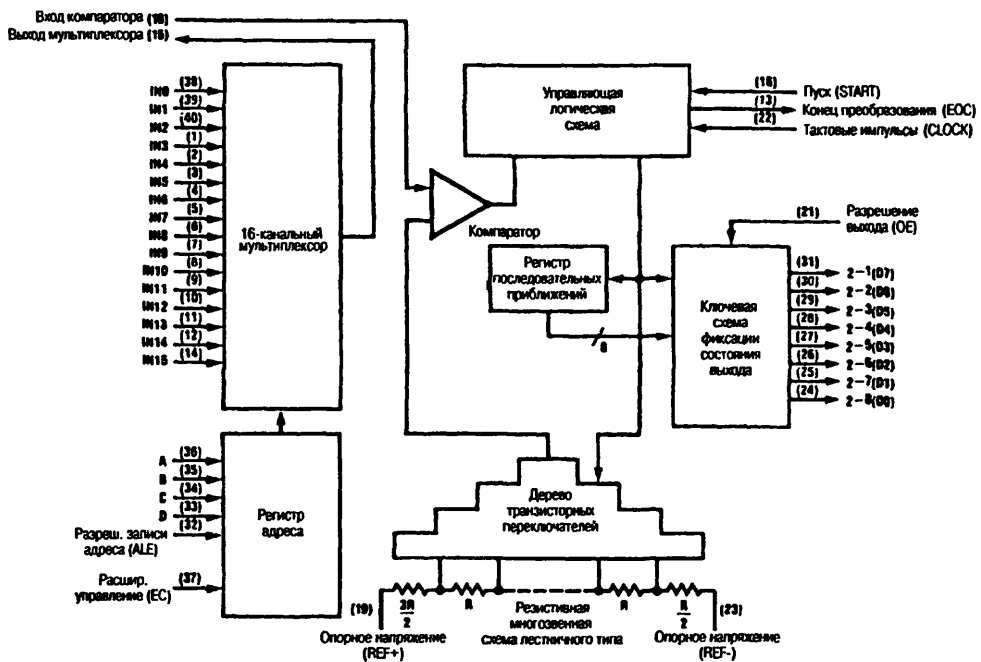 Вход компаратора (18)
Выход мультиплексора (15)
IN0 (38)
IN1 (39)
IN2 (40)
IN3 (1)
IN4 (2)
IN5 (3)
IN6 (4)
IN7 (5)
IN8 (6)
IN9 (7)
IN10 (8)
IN11 (9)
IN12 (10)
IN13 (11)
IN14 (12)
IN15 (14)
16-канальный
мультиплексор
Управляющая
логическая
схема
(16) Пуск (START)
(13) Конец преобразования (EOC)
(22) Тактовые импульсы (CLOCK)
Компаратор
(21) Разрешение
выхода (OE)
Регистр
последовательных
приближений
8
Ключевая
схема
фиксации
состояния
выхода
(31) 2–1(D7)
(30) 2–2(D6)
(29) 2–3(D5)
(28) 2–4(D4)
(27) 2–5(D3)
(26) 2–6(D2)
(25) 2–7(D1)
(24) 2–8(D0)
A (36)
B (35)
C (34)
D (33)
Разреш. записи (32)
адреса (ALE)
Расшир. (37)
управление (EC)
Регистр
адреса
Дерево
транзисторных
переключателей
(19) 3R/2 R
Резистивная
многозвенная
схема лестничного типа
R R/2 (23)
Опорное напряжение
(REF+)
Опорное напряжение
(REF-)